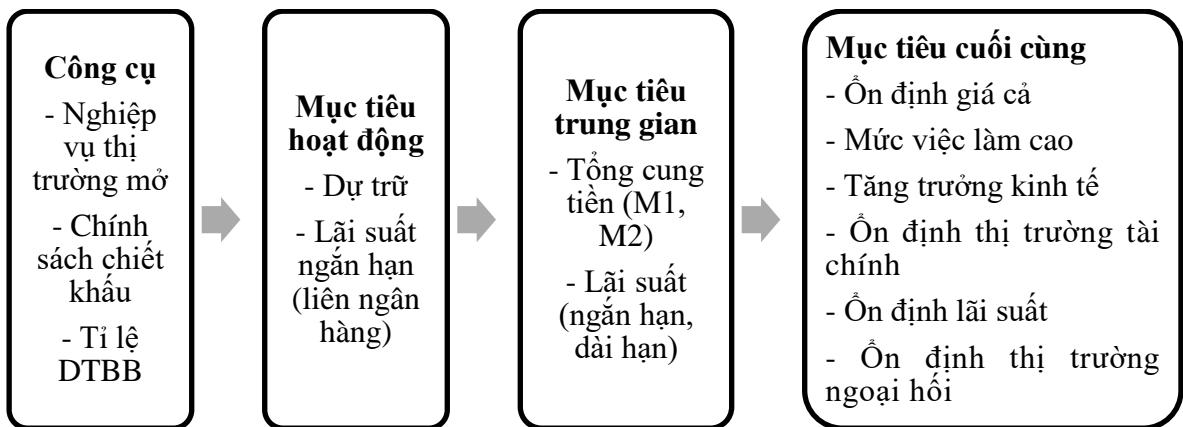 Công cụ
- Nghiệp
vụ thị
trường mở
- Chính
sách chiết
khấu
- Tỉ lệ
DTBB
Mục tiêu
hoạt động
- Dự trữ
- Lãi suất
ngắn hạn
(liên ngân
hàng)
Mục tiêu
trung gian
- Tổng cung
tiền (M1,
M2)
- Lãi suất
(ngắn hạn,
dài hạn)
Mục tiêu cuối cùng
- Ổn định giá cả
- Mức việc làm cao
- Tăng trưởng kinh tế
- Ổn định thị trường tài
chính
- Ổn định lãi suất
- Ổn định thị trường
ngoại hối